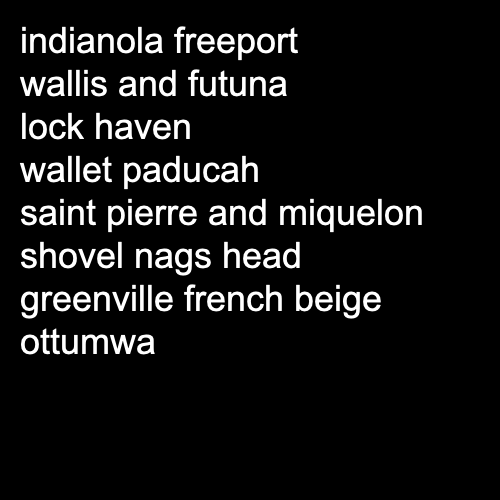 indianola freeport
wallis and futuna
lock haven
wallet paducah
saint pierre and miquelon
shovel nags head
greenville french beige
ottumwa